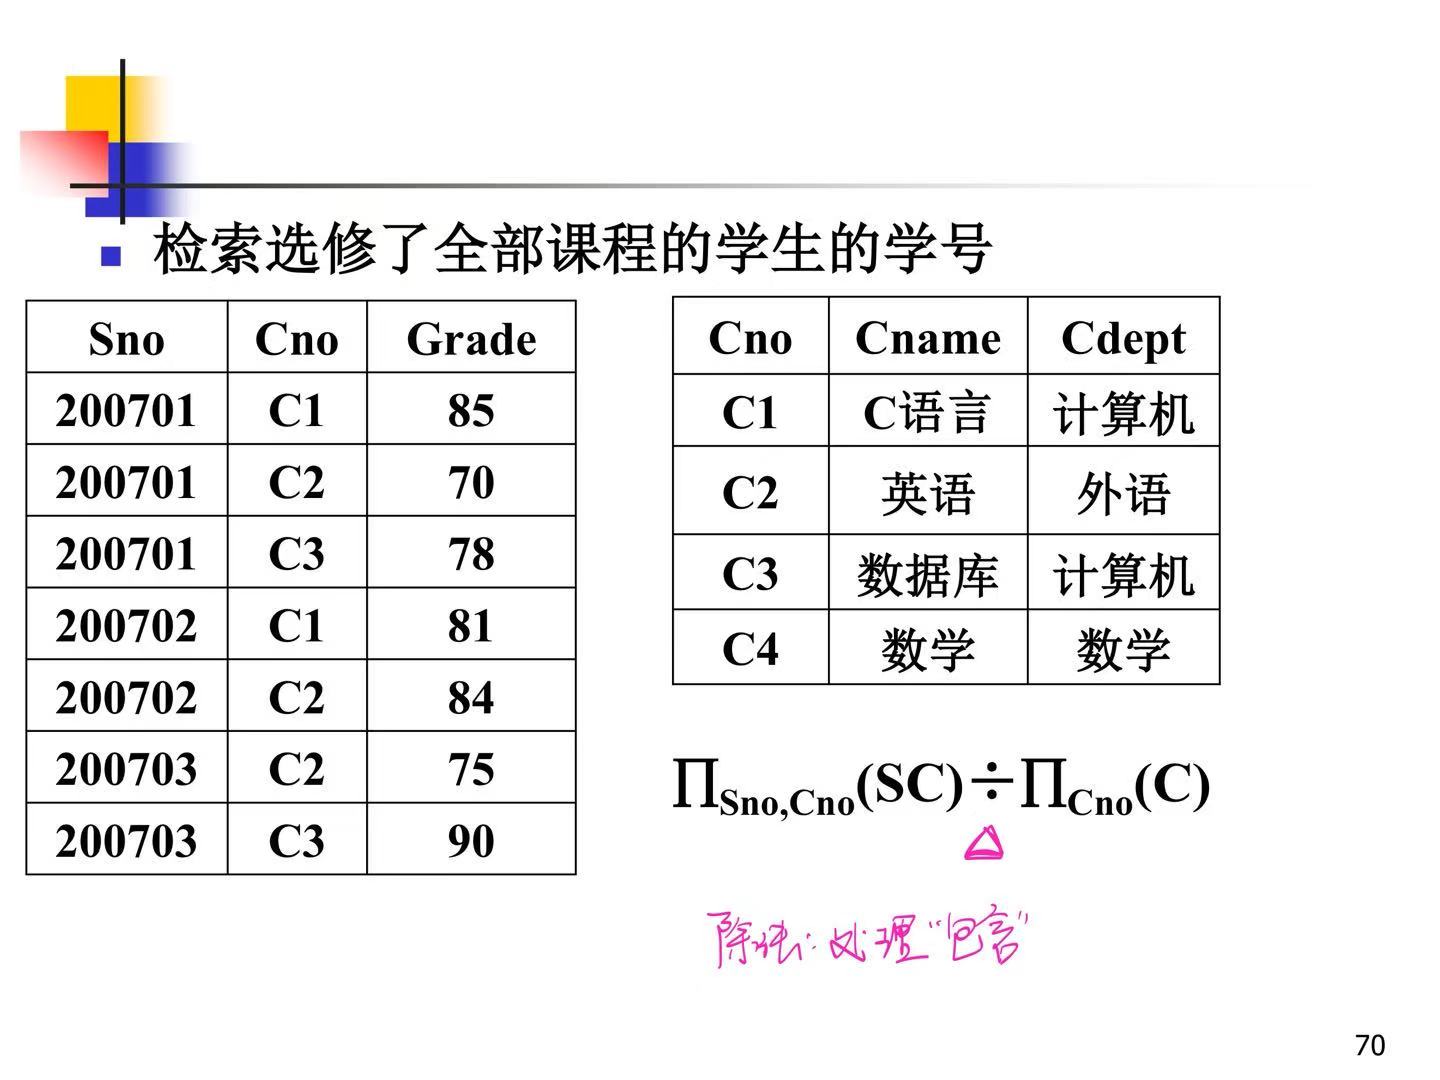 检索选修了全部课程的学生的学号
Sno Cno Grade
200701 C1 85
200701 C2 70
200701 C3 78
200702 C1 81
200702 C2 84
200703 C2 75
200703 C3 90
Cno Cname Cdept
C1 C语言 计算机
C2 英语 外语
C3 数据库 计算机
C4 数学 数学
∏Sno,Cno(SC)÷∏Cno(C)
除法:处理“包含”
70